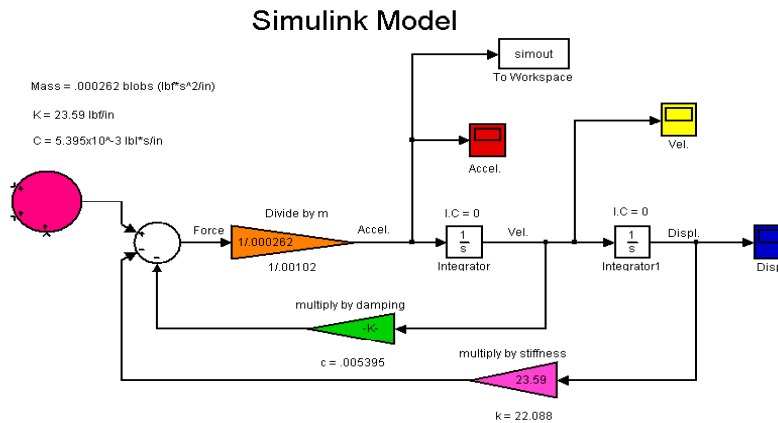 Simulink Model
simout
To Workspace
Mass = .000262 blobs (lbf*s^2/in)
K = 23.59 lbf/in
C = 5.395x10^-3 lbl*s/in
Accel.
Vel.
Divide by m
Force
1/.000262
1/.00102
Accel.
I.C = 0
1
s
Integrator
Vel.
I.C = 0
1
s
Integrator1
Displ.
Disp
multiply by damping
-K-
c = .005395
multiply by stiffness
23.59
k = 22.088